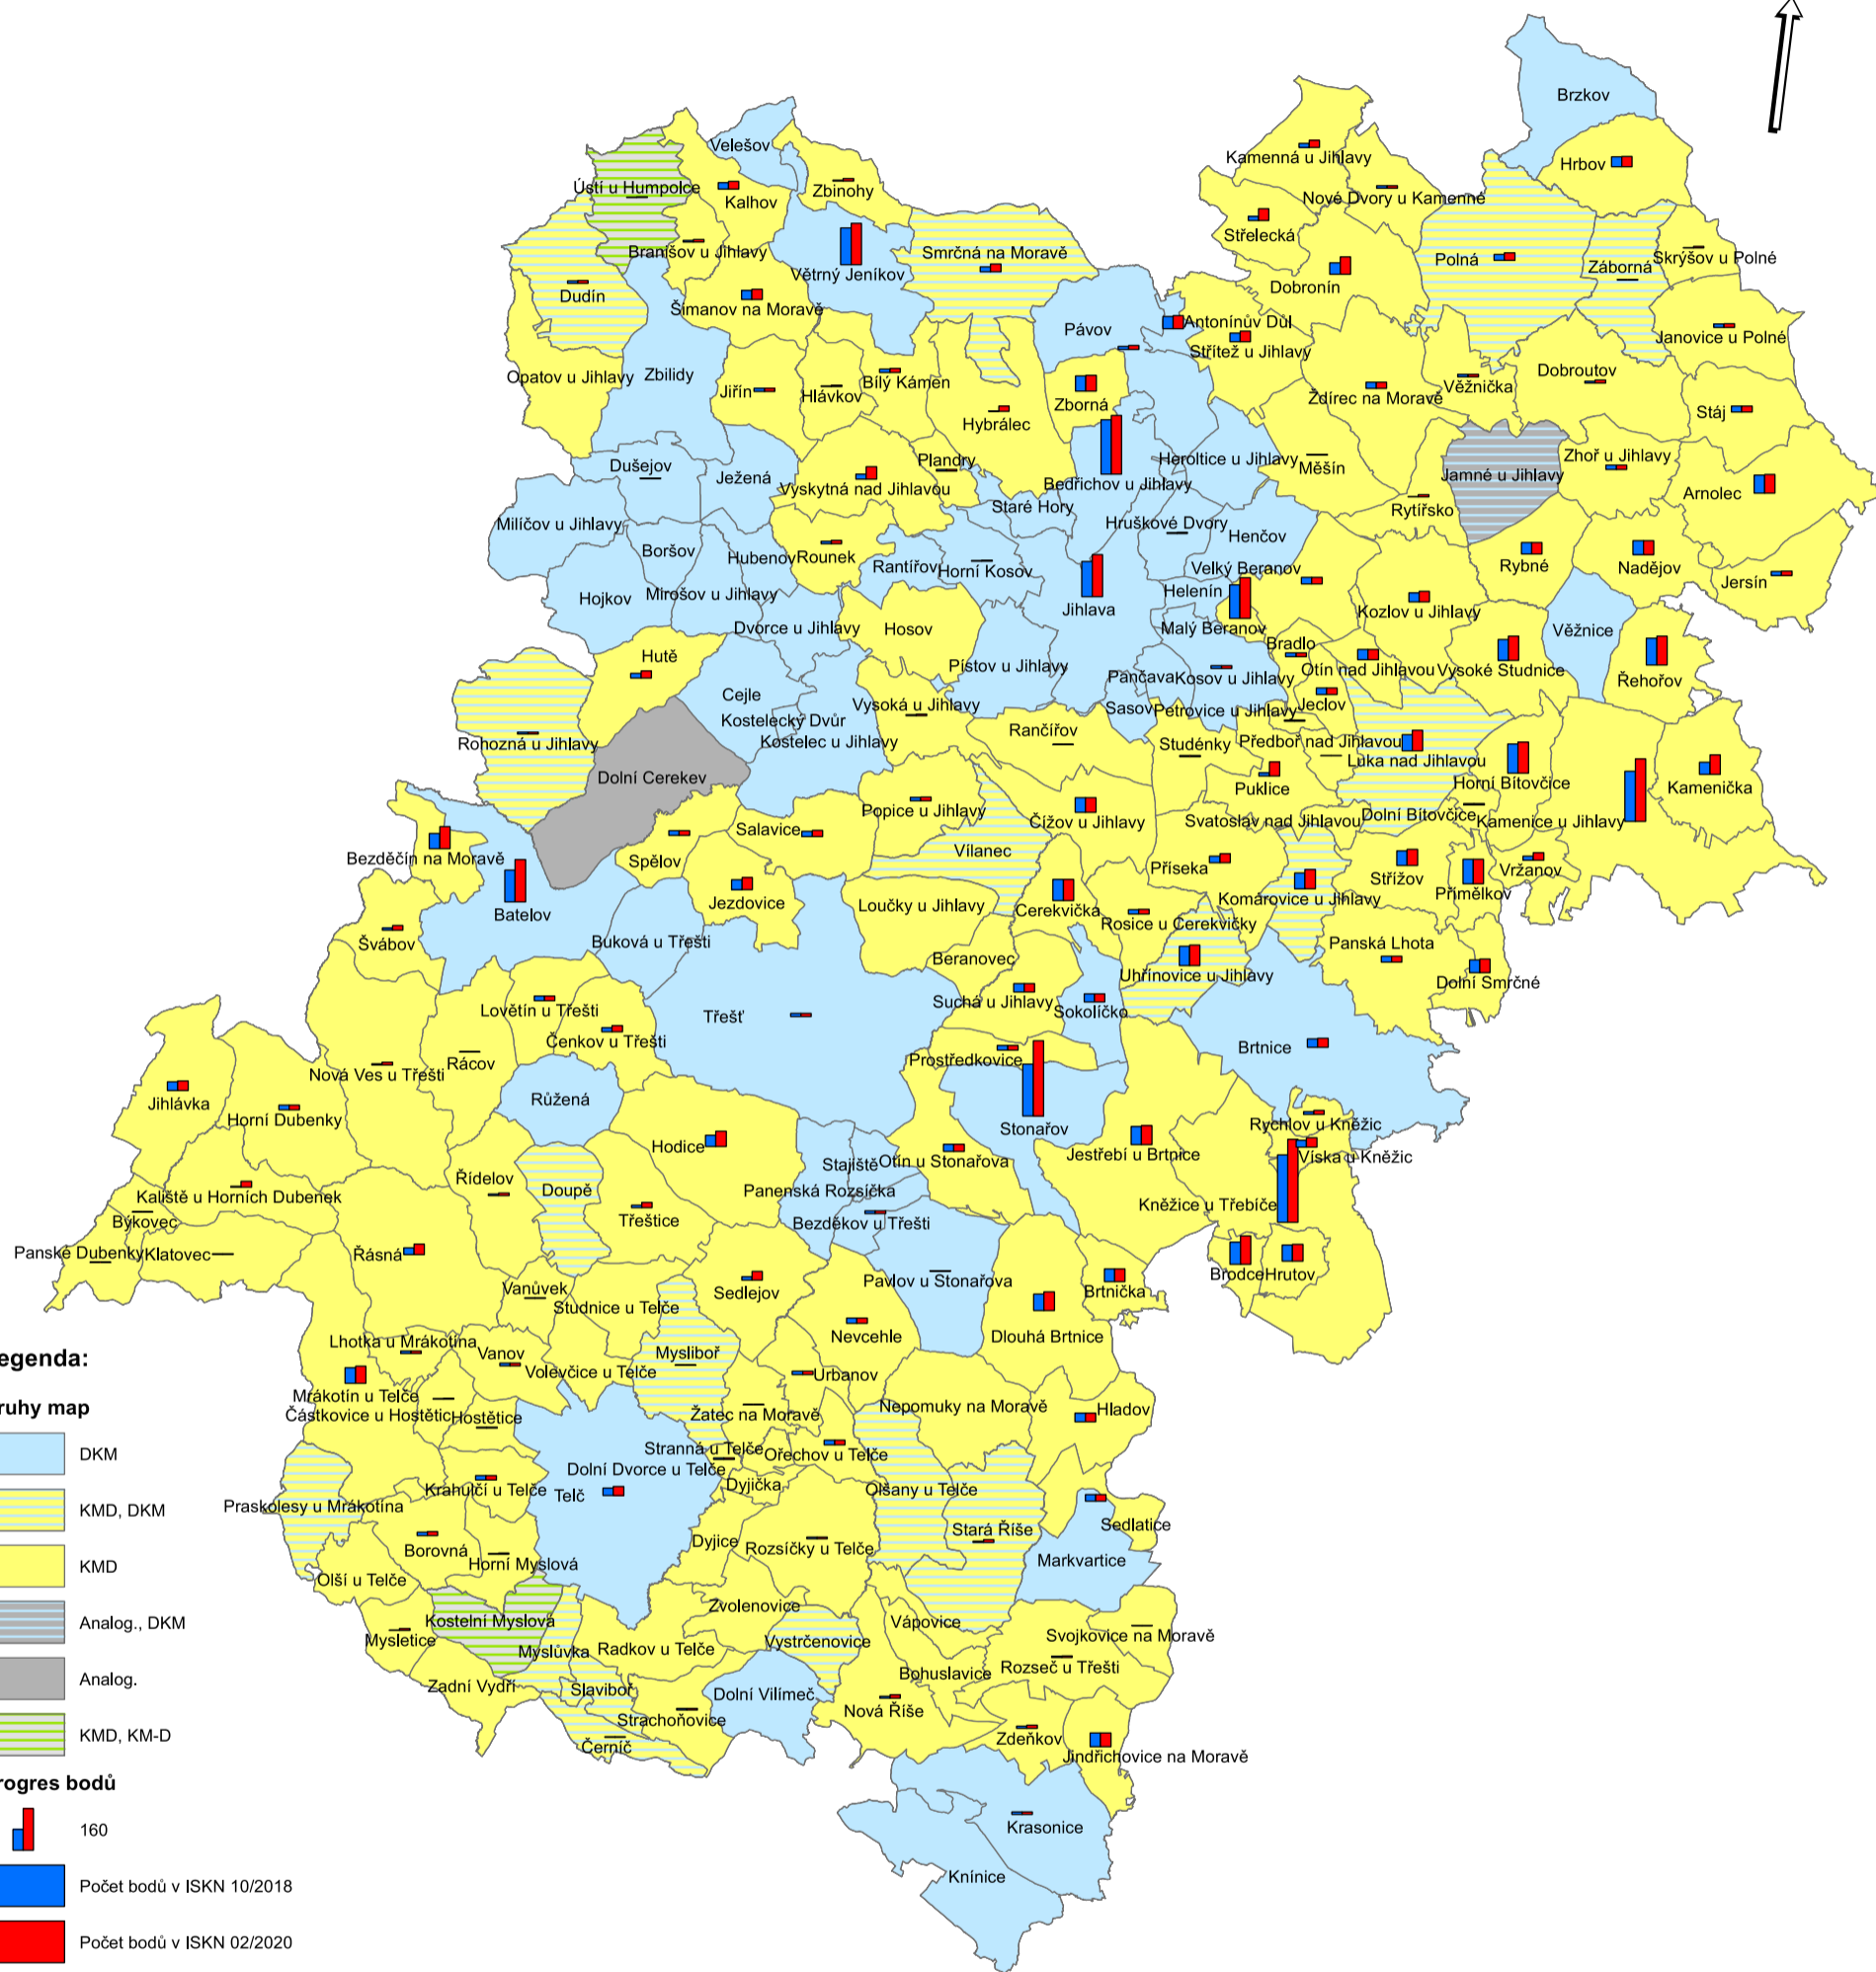 Brzkov
Velešov
Kamenná u Jihlavy
Hrbov
Ústí u Humpolce
Kalhov
Zbinohy
Nové Dvory u Kamenné
Střelecká
Branišov u Jihlavy
Větrný Jeníkov
Smrčná na Moravě
Polná
Záborná
Skrýšov u Polné
Dobronín
Dudín
Šimanov na Moravě
Pávov
Antonínův Důl
Střítež u Jihlavy
Janovice u Polné
Opatov u Jihlavy
Zbilidy
Jiřín
Hlávkov
Bílý Kámen
Zborná
Ždírec na Moravě
Věžnička
Dobroutov
Stáj
Hybrálec
Plandry
Dušejov
Ježená
Vyskytná nad Jihlavou
Bedřichov u Jihlavy
Heroltice u Jihlavy
Měšín
Jamné u Jihlavy
Zhoř u Jihlavy
Arnolec
Staré Hory
Rytířsko
Milíčov u Jihlavy
Hruškové Dvory
Henčov
Boršov
Hubenov
Rounek
Rantířov
Horní Kosov
Velký Beranov
Rybné
Nadějov
Jersín
Hojkov
Mirošov u Jihlavy
Jihlava
Helenín
Kozlov u Jihlavy
Dvorce u Jihlavy
Hosov
Malý Beranov
Bradlo
Věžnice
Hutě
Pístov u Jihlavy
Pančava
Kosov u Jihlavy
Otín nad Jihlavou
Vysoké Studnice
Řehořov
Cejle
Kostelecký Dvůr
Vysoká u Jihlavy
Sasov
Petrovice u Jihlavy
Jeclov
Rohozná u Jihlavy
Kostelec u Jihlavy
Rančířov
Studénky
Předboř nad Jihlavou
Luka nad Jihlavou
Dolní Cerekev
Puklice
Horní Bítovčice
Kamenička
Popice u Jihlavy
Čížov u Jihlavy
Svatoslav nad Jihlavou
Dolní Bítovčice
Kamenice u Jihlavy
Salavice
Bezděčín na Moravě
Spělov
Vílanec
Příseka
Střížov
Vržanov
Přímělkov
Batelov
Jezdovice
Loučky u Jihlavy
Cerekvička
Rosice u Cerekvičky
Komárovice u Jihlavy
Švábov
Buková u Třešti
Beranovec
Panská Lhota
Uhřínovice u Jihlavy
Dolní Smrčné
Lovětín u Třešti
Třešť
Suchá u Jihlavy
Sokolíčko
Čenkov u Třešti
Brtnice
Nová Ves u Třešti
Rácov
Prostředkovice
Jihlávka
Horní Dubenky
Růžená
Stonařov
Rychlov u Kněžic
Hodice
Jestřebí u Brtnice
Víska u Kněžic
Stajiště
Otín u Stonařova
Řídelov
Doupě
Panenská Rozsíčka
Kněžice u Třebíče
Kaliště u Horních Dubenek
Býkovec
Třeštice
Bezděkov u Třešti
Panské Dubenky
Klatovec
Řásná
Brodce
Hrutov
Vanůvek
Studnice u Telče
Sedlejov
Pavlov u Stonařova
Brtnička
Nevcehle
Dlouhá Brtnice
Lhotka u Mrákotína
Vanov
Mysliboř
Legenda:
Volevčice u Telče
Urbanov
Mrákotín u Telče
Částkovice u Hostětic
Hostětice
Žatec na Moravě
Nepomuky na Moravě
Hladov
Druhy map
DKM
Stranná u Telče
Ořechov u Telče
Dolní Dvorce u Telče
Krahulčí u Telče
Telč
Dyjička
Olšany u Telče
KMD, DKM
Praskolesy u Mrákotína
Sedlatice
Stará Říše
Borovná
Dyjice
Rozsíčky u Telče
Horní Myslová
Markvartice
KMD
Olší u Telče
Zvolenovice
Analog., DKM
Kostelní Myslová
Vápovice
Mysletice
Myslůvka
Radkov u Telče
Vystrčenovice
Svojkovice na Moravě
Rozseč u Třešti
Bohuslavice
Analog.
Zadní Vydří
Slaviboř
Dolní Vilímeč
Nová Říše
Strachoňovice
Zdeňkov
KMD, KM-D
Černíč
Jindřichovice na Moravě
Progres bodů
160
Krasonice
Knínice
Počet bodů v ISKN 10/2018
Počet bodů v ISKN 02/2020